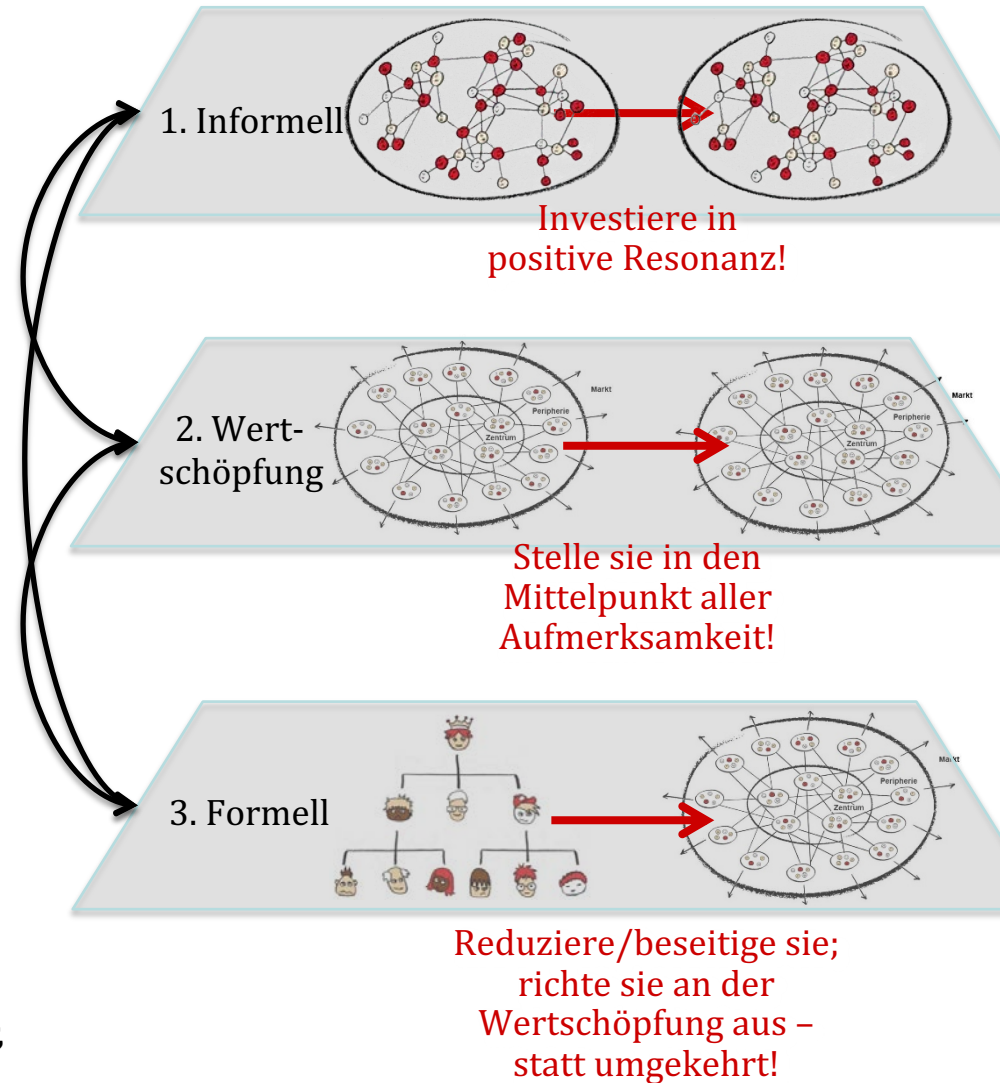 1. Informell
Investiere in
positive Resonanz!
2. Wert-
schöpfung
Markt
Peripherie
Zentrum
Markt
Peripherie
Zentrum
Stelle sie in den
Mittelpunkt aller
Aufmerksamkeit!
3. Formell
Peripherie
Zentrum
Reduziere/beseitige sie;
richte sie an der
Wertschöpfung aus –
statt umgekehrt!